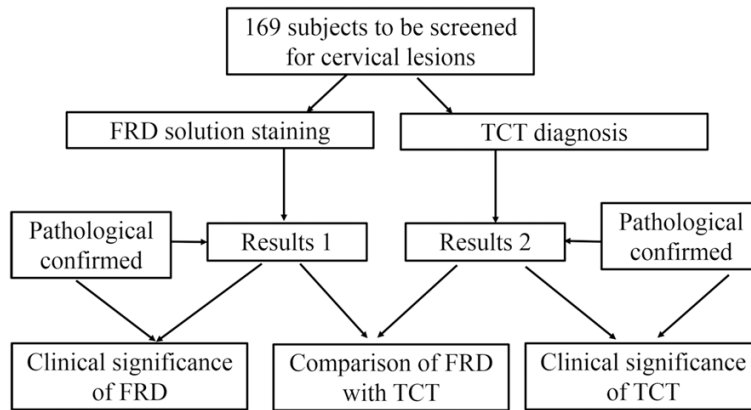 169 subjects to be screened
for cervical lesions
FRD solution staining
TCT diagnosis
Pathological
confirmed
Results 1
Results 2
Pathological
confirmed
Clinical significance
of FRD
Comparison of FRD
with TCT
Clinical significance
of TCT